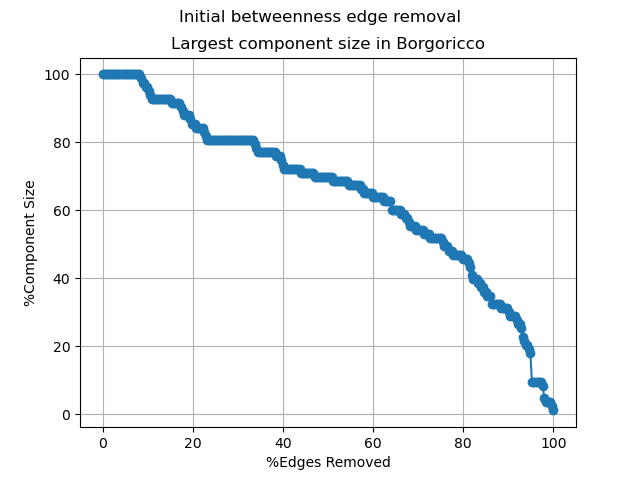 Initial betweenness edge removal
Largest component size in Borgoricco
%Component Size
100
80
60
40
20
0
0 20 40 60 80 100
%Edges Removed